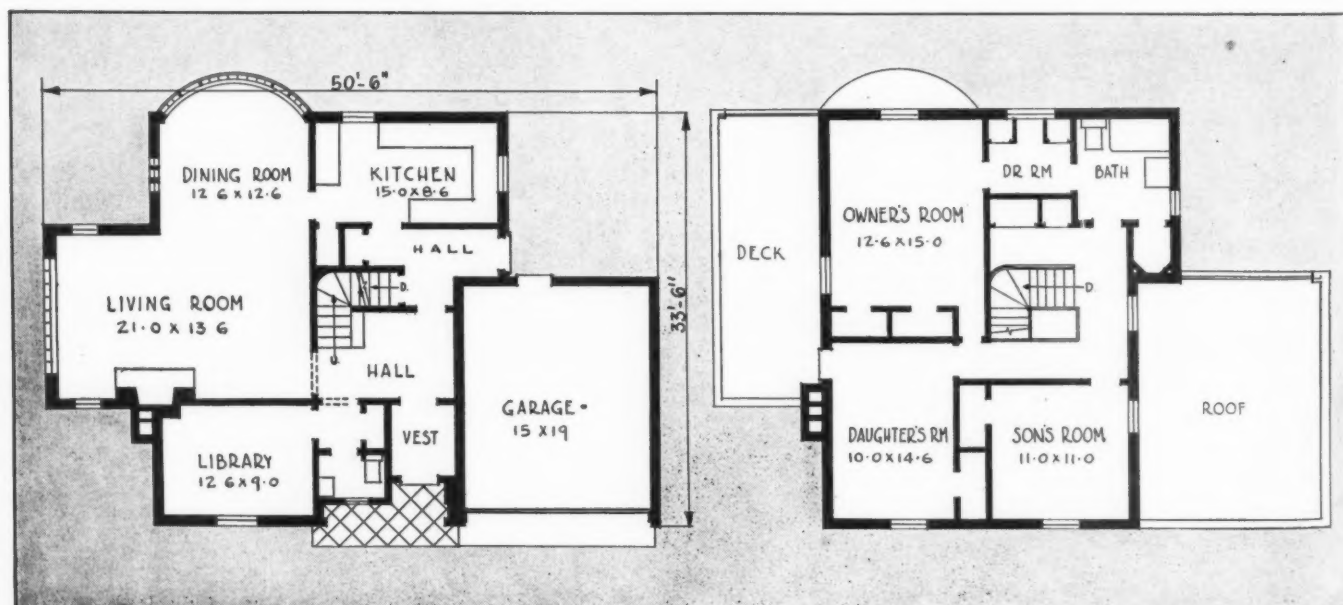 50'-6"
DINING ROOM
12 6 x 12·6
KITCHEN
15·0 x 8·6
HALL
D.
LIVING ROOM
21·0 x 13 6
U.
HALL
33'-6"
GARAGE·
15 x 19
VEST
LIBRARY
12 6 x 9·0
DR RM
BATH
OWNER'S ROOM
12·6 x 15·0
DECK
D.
DAUGHTER'S RM
10·0 x 14·6
SON'S ROOM
11·0 x 11·0
ROOF